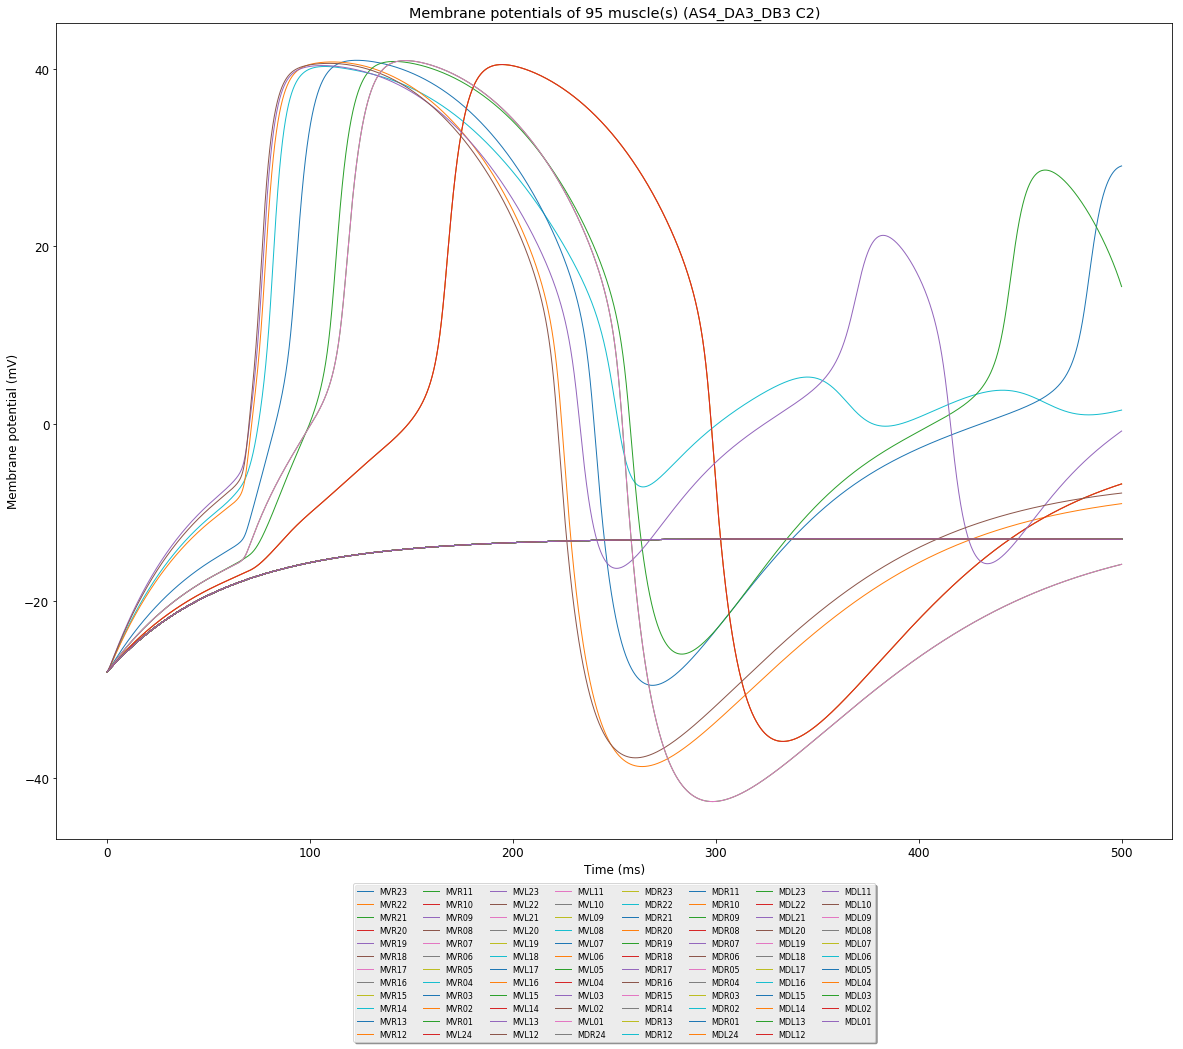 Membrane potentials of 95 muscle(s) (AS4_DA3_DB3 C2)
Membrane potential (mV)
40
20
0
−20
−40
0 100 200 300 400 500
Time (ms)
MVR23 MVR11 MVL23 MVL11 MDR23 MDR11 MDL23 MDL11
MVR22 MVR10 MVL22 MVL10 MDR22 MDR10 MDL22 MDL10
MVR21 MVR09 MVL21 MVL09 MDR21 MDR09 MDL21 MDL09
MVR20 MVR08 MVL20 MVL08 MDR20 MDR08 MDL20 MDL08
MVR19 MVR07 MVL19 MVL07 MDR19 MDR07 MDL19 MDL07
MVR18 MVR06 MVL18 MVL06 MDR18 MDR06 MDL18 MDL06
MVR17 MVR05 MVL17 MVL05 MDR17 MDR05 MDL17 MDL05
MVR16 MVR04 MVL16 MVL04 MDR16 MDR04 MDL16 MDL04
MVR15 MVR03 MVL15 MVL03 MDR15 MDR03 MDL15 MDL03
MVR14 MVR02 MVL14 MVL02 MDR14 MDR02 MDL14 MDL02
MVR13 MVR01 MVL13 MVL01 MDR13 MDR01 MDL13 MDL01
MVR12 MVL24 MVL12 MDR24 MDR12 MDL24 MDL12